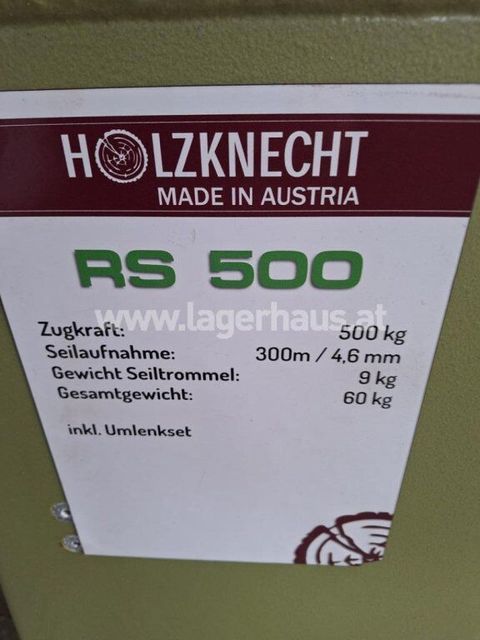 HOLZKNECHT
MADE IN AUSTRIA
RS 500
www.lagerhaus.at
Zugkraft: 500 kg
Seilaufnahme: 300m / 4,6 mm
Gewicht Seiltrommel: 9 kg
Gesamtgewicht: 60 kg
inkl. Umlenkset